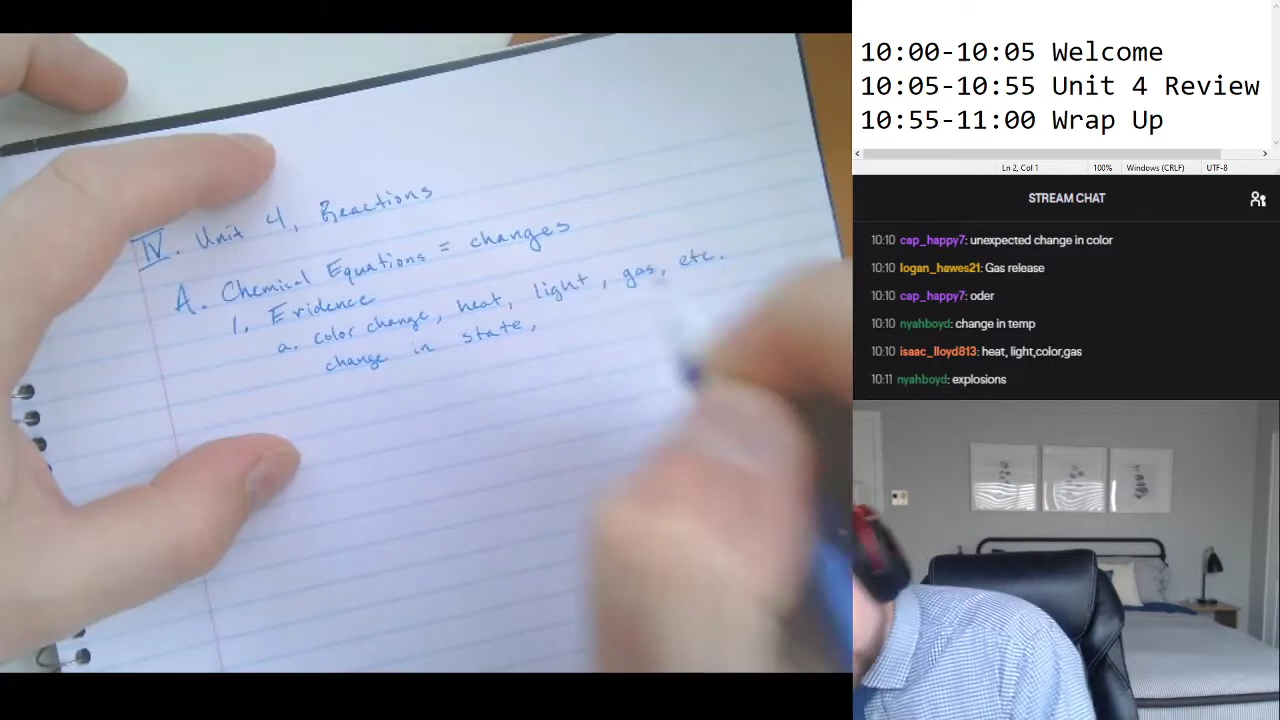 IV. Unit 4, Reactions
A. Chemical Equations = changes
1. Evidence
a. color change, heat, light, gas, etc.
change in state,
10:00-10:05 Welcome
10:05-10:55 Unit 4 Review
10:55-11:00 Wrap Up
Ln 2, Col 1 100% Windows (CRLF) UTF-8
STREAM CHAT
10:10 cap_happy7: unexpected change in color
10:10 logan_hawes21: Gas release
10:10 cap_happy7: oder
10:10 nyahboyd: change in temp
10:10 isaac_lloyd813: heat, light,color,gas
10:11 nyahboyd: explosions